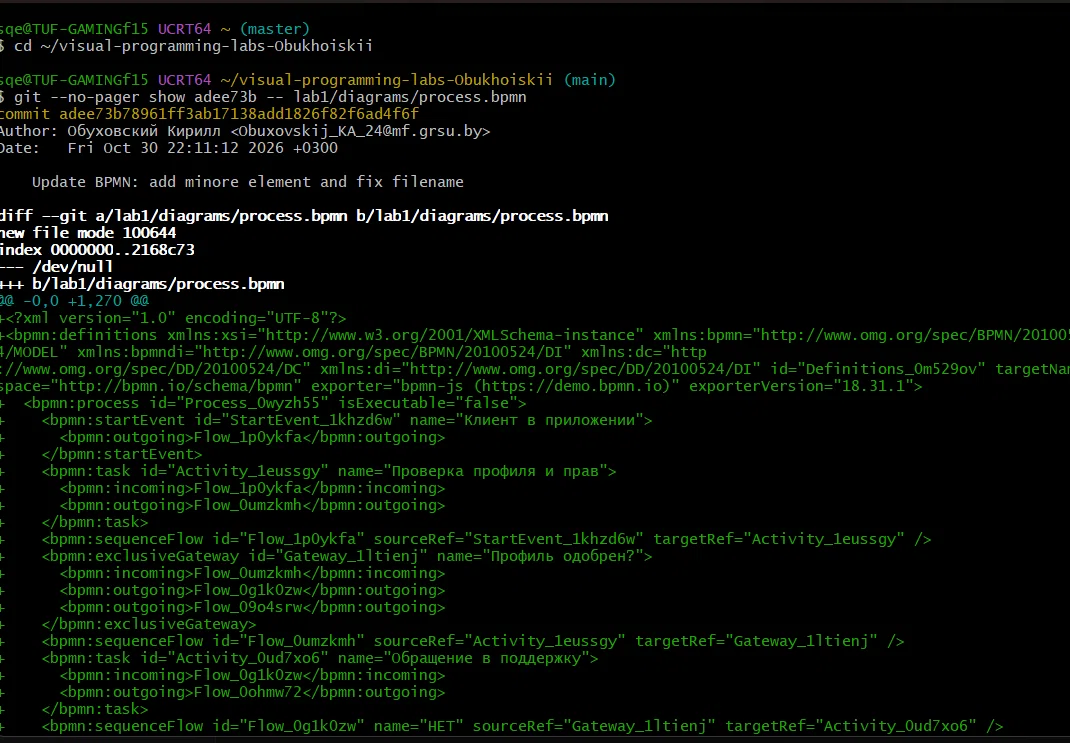 sqe@TUF-GAMINGf15 UCRT64 ~ (master)
$ cd ~/visual-programming-labs-Obukhoiskii
sqe@TUF-GAMINGf15 UCRT64 ~/visual-programming-labs-Obukhoiskii (main)
$ git --no-pager show adee73b -- lab1/diagrams/process.bpmn
commit adee73b78961ff3ab17138add1826f82f6ad4f6f
Author: Обуховский Кирилл <Obuxovskij_KA_24@mf.grsu.by>
Date:   Fri Oct 30 22:11:12 2026 +0300
Update BPMN: add minore element and fix filename
diff --git a/lab1/diagrams/process.bpmn b/lab1/diagrams/process.bpmn
new file mode 100644
index 0000000..2168c73
--- /dev/null
+++ b/lab1/diagrams/process.bpmn
@@ -0,0 +1,270 @@
+<?xml version="1.0" encoding="UTF-8"?>
+<bpmn:definitions xmlns:xsi="http://www.w3.org/2001/XMLSchema-instance" xmlns:bpmn="http://www.omg.org/spec/BPMN/2010052
4/MODEL" xmlns:bpmndi="http://www.omg.org/spec/BPMN/20100524/DI" xmlns:dc="http
://www.omg.org/spec/DD/20100524/DC" xmlns:di="http://www.omg.org/spec/DD/20100524/DI" id="Definitions_0m529ov" targetNam
space="http://bpmn.io/schema/bpmn" exporter="bpmn-js (https://demo.bpmn.io)" exporterVersion="18.31.1">
+  <bpmn:process id="Process_0wyzh55" isExecutable="false">
+    <bpmn:startEvent id="StartEvent_1khzd6w" name="Клиент в приложении">
+      <bpmn:outgoing>Flow_1p0ykfa</bpmn:outgoing>
+    </bpmn:startEvent>
+    <bpmn:task id="Activity_1eussgy" name="Проверка профиля и прав">
+      <bpmn:incoming>Flow_1p0ykfa</bpmn:incoming>
+      <bpmn:outgoing>Flow_0umzkmh</bpmn:outgoing>
+    </bpmn:task>
+    <bpmn:sequenceFlow id="Flow_1p0ykfa" sourceRef="StartEvent_1khzd6w" targetRef="Activity_1eussgy" />
+    <bpmn:exclusiveGateway id="Gateway_1ltienj" name="Профиль одобрен?">
+      <bpmn:incoming>Flow_0umzkmh</bpmn:incoming>
+      <bpmn:outgoing>Flow_0g1k0zw</bpmn:outgoing>
+      <bpmn:outgoing>Flow_09o4srw</bpmn:outgoing>
+    </bpmn:exclusiveGateway>
+    <bpmn:sequenceFlow id="Flow_0umzkmh" sourceRef="Activity_1eussgy" targetRef="Gateway_1ltienj" />
+    <bpmn:task id="Activity_0ud7xo6" name="Обращение в поддержку">
+      <bpmn:incoming>Flow_0g1k0zw</bpmn:incoming>
+      <bpmn:outgoing>Flow_0ohmw72</bpmn:outgoing>
+    </bpmn:task>
+    <bpmn:sequenceFlow id="Flow_0g1k0zw" name="НЕТ" sourceRef="Gateway_1ltienj" targetRef="Activity_0ud7xo6" />